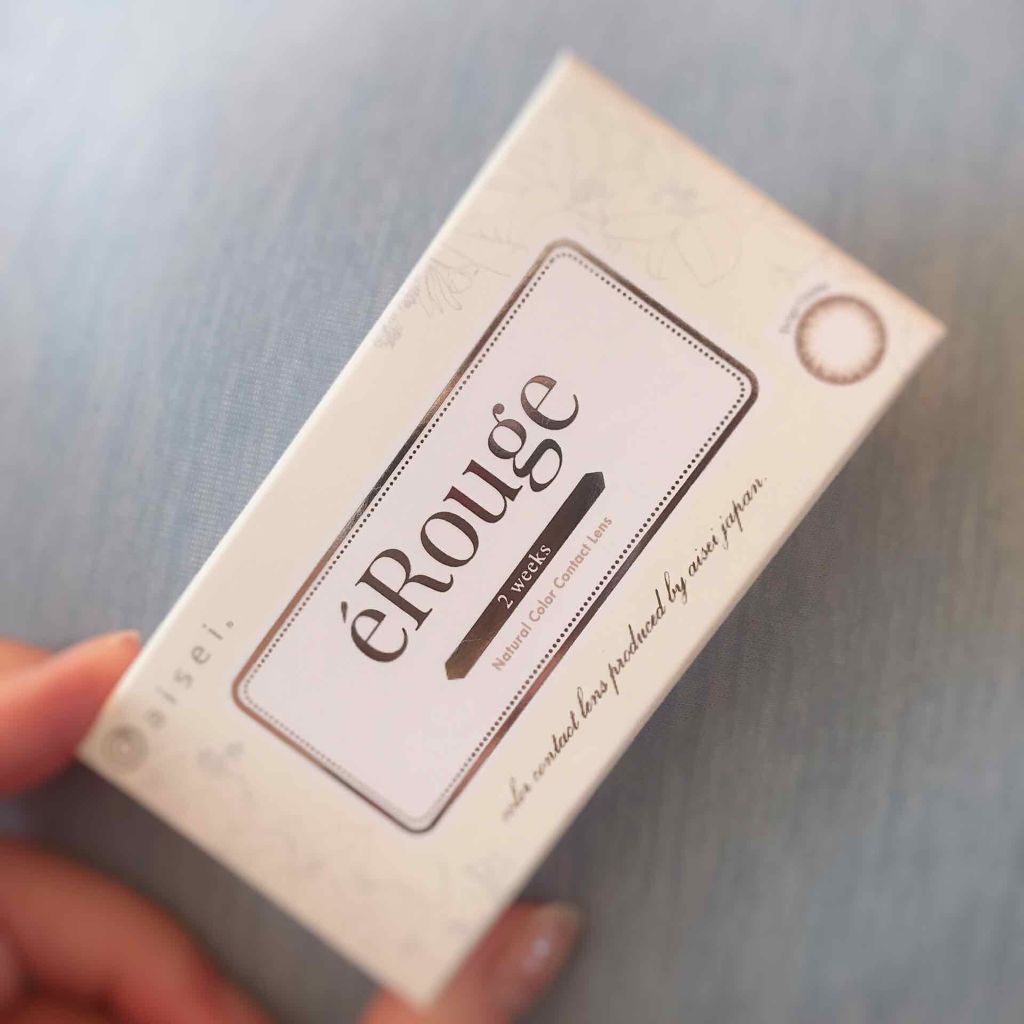 éRouge
2 weeks
Natural Color Contact Lens
color contact lens produced by aisei japan.
aisei.